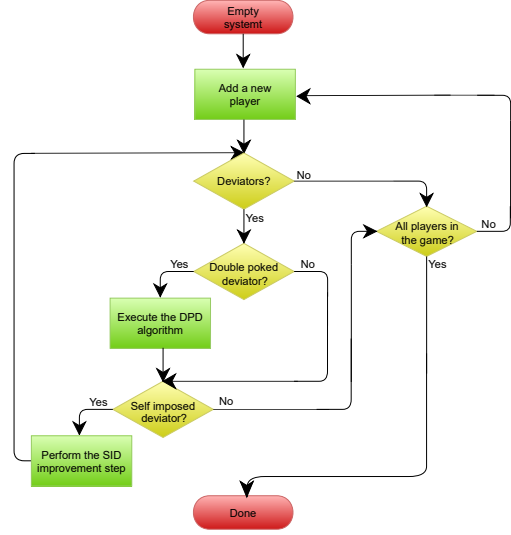 Empty
systemt
Add a new
player
Deviators?
No
Yes
All players in
the game?
No
Yes
Double poked
deviator?
Yes
No
Execute the DPD
algorithm
Self imposed
deviator?
Yes
No
Perform the SID
improvement step
Done